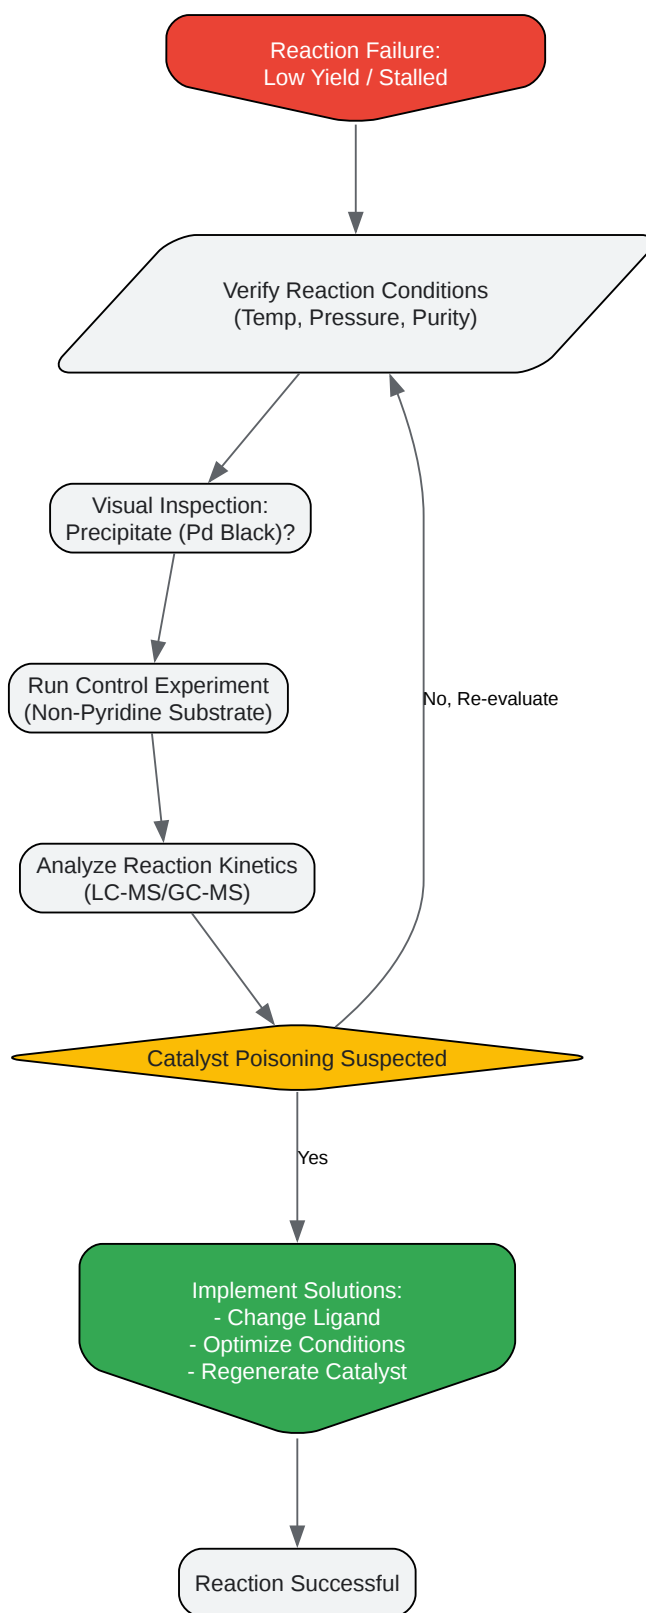 Reaction Failure:
Low Yield / Stalled
Verify Reaction Conditions
(Temp, Pressure, Purity)
Visual Inspection:
Precipitate (Pd Black)?
Run Control Experiment
(Non-Pyridine Substrate)
No, Re-evaluate
Analyze Reaction Kinetics
(LC-MS/GC-MS)
Catalyst Poisoning Suspected
Yes
Implement Solutions:
- Change Ligand
- Optimize Conditions
- Regenerate Catalyst
Reaction Successful